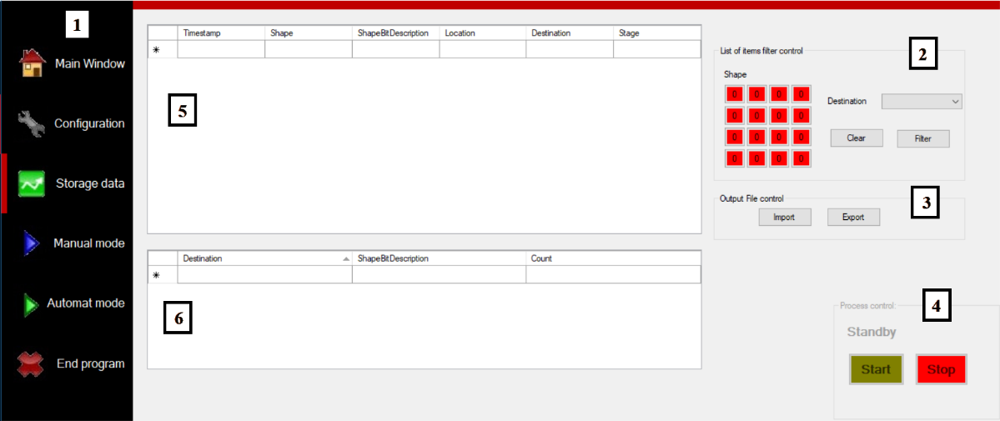 1
Main Window
Configuration
Storage data
Manual mode
Automat mode
End program
Timestamp Shape ShapeBitDescription Location Destination Stage
*
5
Destination ShapeBitDescription Count
*
6
List of items filter control
2
Shape
0 0 0 0
0 0 0 0
0 0 0 0
0 0 0 0
Destination
Clear Filter
Output File control
3
Import Export
Process control:
4
Standby
Start Stop